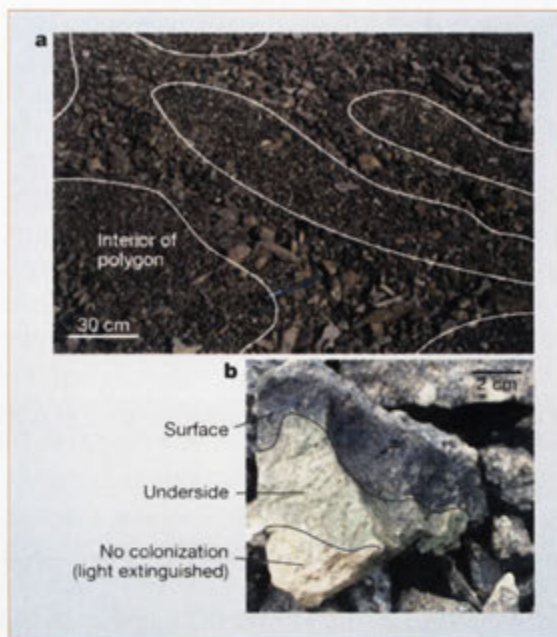 a
Interior of
polygon
30 cm
b
2 cm
Surface
Underside
No colonization
(light extinguished)